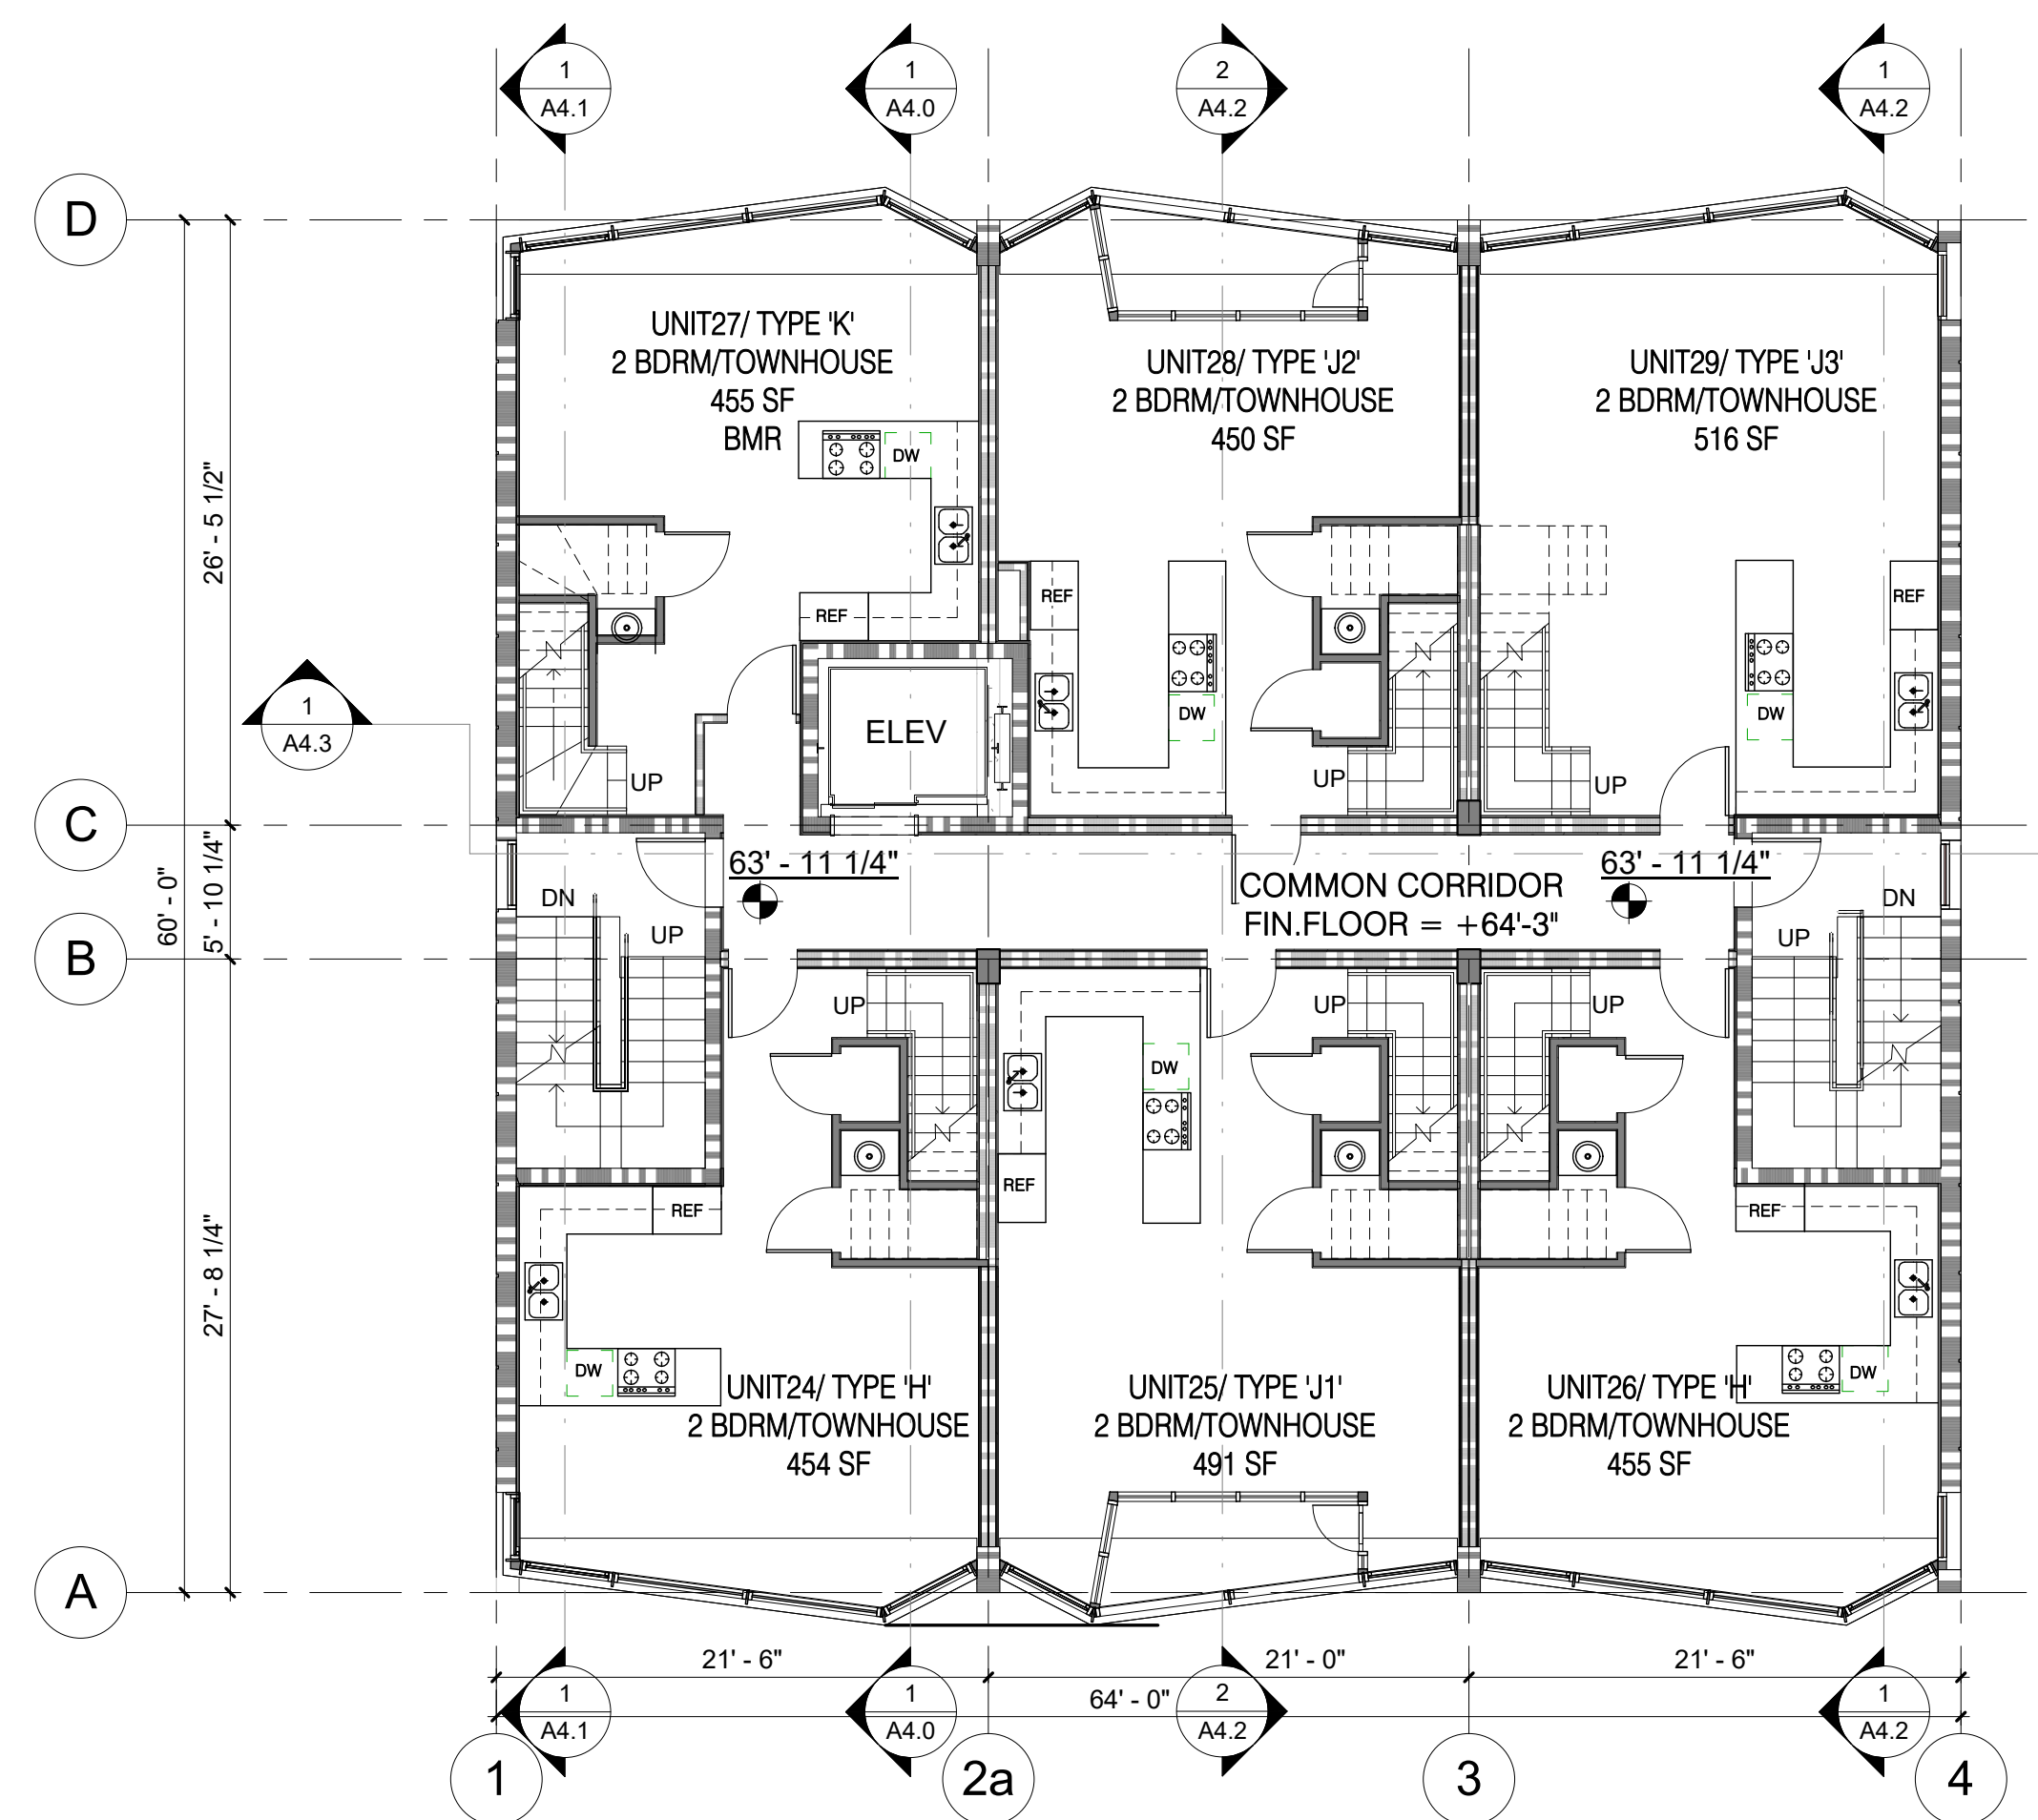 1
A4.1
1
A4.0
2
A4.2
1
A4.2
D
UNIT27/ TYPE 'K'
2 BDRM/TOWNHOUSE
455 SF
BMR
UNIT28/ TYPE 'J2'
2 BDRM/TOWNHOUSE
450 SF
UNIT29/ TYPE 'J3'
2 BDRM/TOWNHOUSE
516 SF
DW
26' - 5 1/2"
REF
REF
REF
1
A4.3
ELEV
DW
DW
UP
UP
UP
C
63' - 11 1/4"
63' - 11 1/4"
COMMON CORRIDOR
FIN.FLOOR = +64'-3"
DN
UP
DN
UP
60' - 0"
5' - 10 1/4"
B
UP
UP
UP
DW
REF
REF
REF
27' - 8 1/4"
DW
DW
UNIT24/ TYPE 'H'
2 BDRM/TOWNHOUSE
454 SF
UNIT25/ TYPE 'J1'
2 BDRM/TOWNHOUSE
491 SF
UNIT26/ TYPE 'H'
2 BDRM/TOWNHOUSE
455 SF
A
21' - 6"
21' - 0"
21' - 6"
64' - 0"
1
A4.1
1
A4.0
2
A4.2
1
A4.2
1
2a
3
4